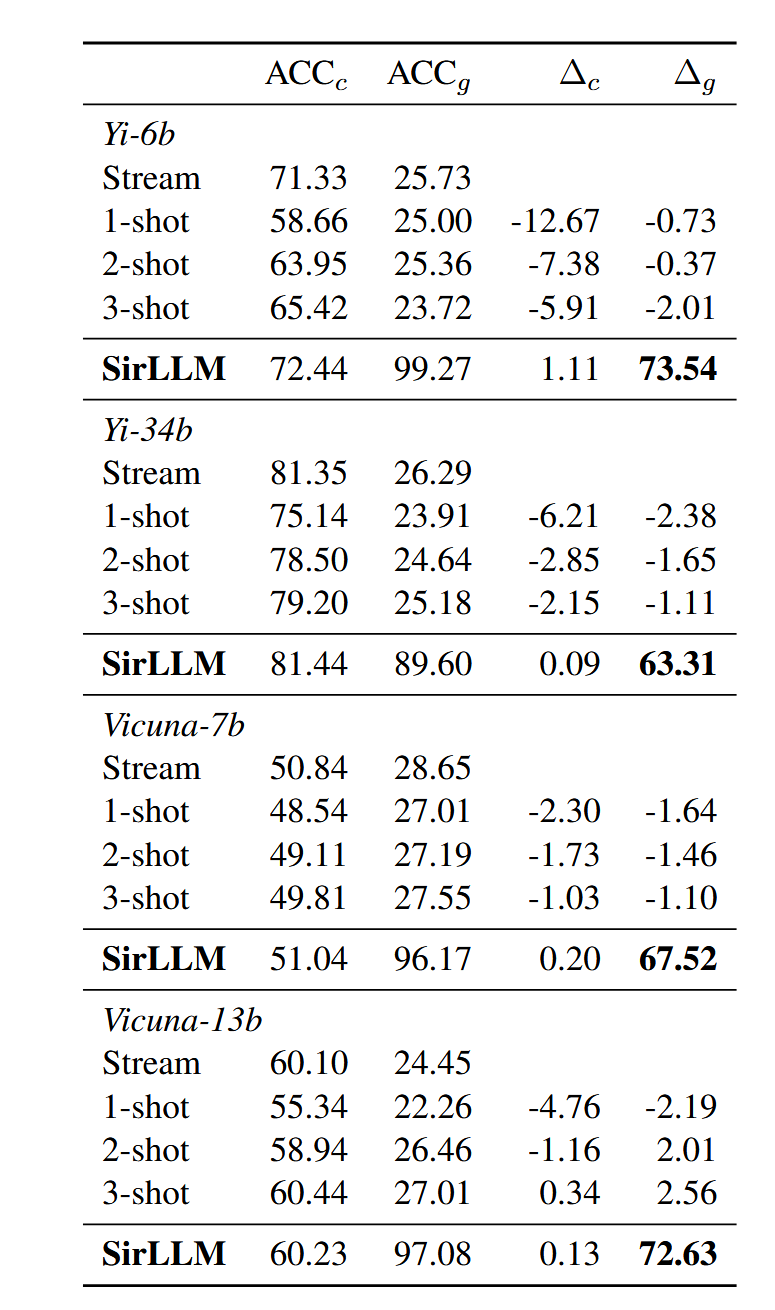 ACCc ACCg Δc Δg
Yi-6b
Stream 71.33 25.73
1-shot 58.66 25.00 -12.67 -0.73
2-shot 63.95 25.36 -7.38 -0.37
3-shot 65.42 23.72 -5.91 -2.01
SirLLM 72.44 99.27 1.11 73.54
Yi-34b
Stream 81.35 26.29
1-shot 75.14 23.91 -6.21 -2.38
2-shot 78.50 24.64 -2.85 -1.65
3-shot 79.20 25.18 -2.15 -1.11
SirLLM 81.44 89.60 0.09 63.31
Vicuna-7b
Stream 50.84 28.65
1-shot 48.54 27.01 -2.30 -1.64
2-shot 49.11 27.19 -1.73 -1.46
3-shot 49.81 27.55 -1.03 -1.10
SirLLM 51.04 96.17 0.20 67.52
Vicuna-13b
Stream 60.10 24.45
1-shot 55.34 22.26 -4.76 -2.19
2-shot 58.94 26.46 -1.16 2.01
3-shot 60.44 27.01 0.34 2.56
SirLLM 60.23 97.08 0.13 72.63